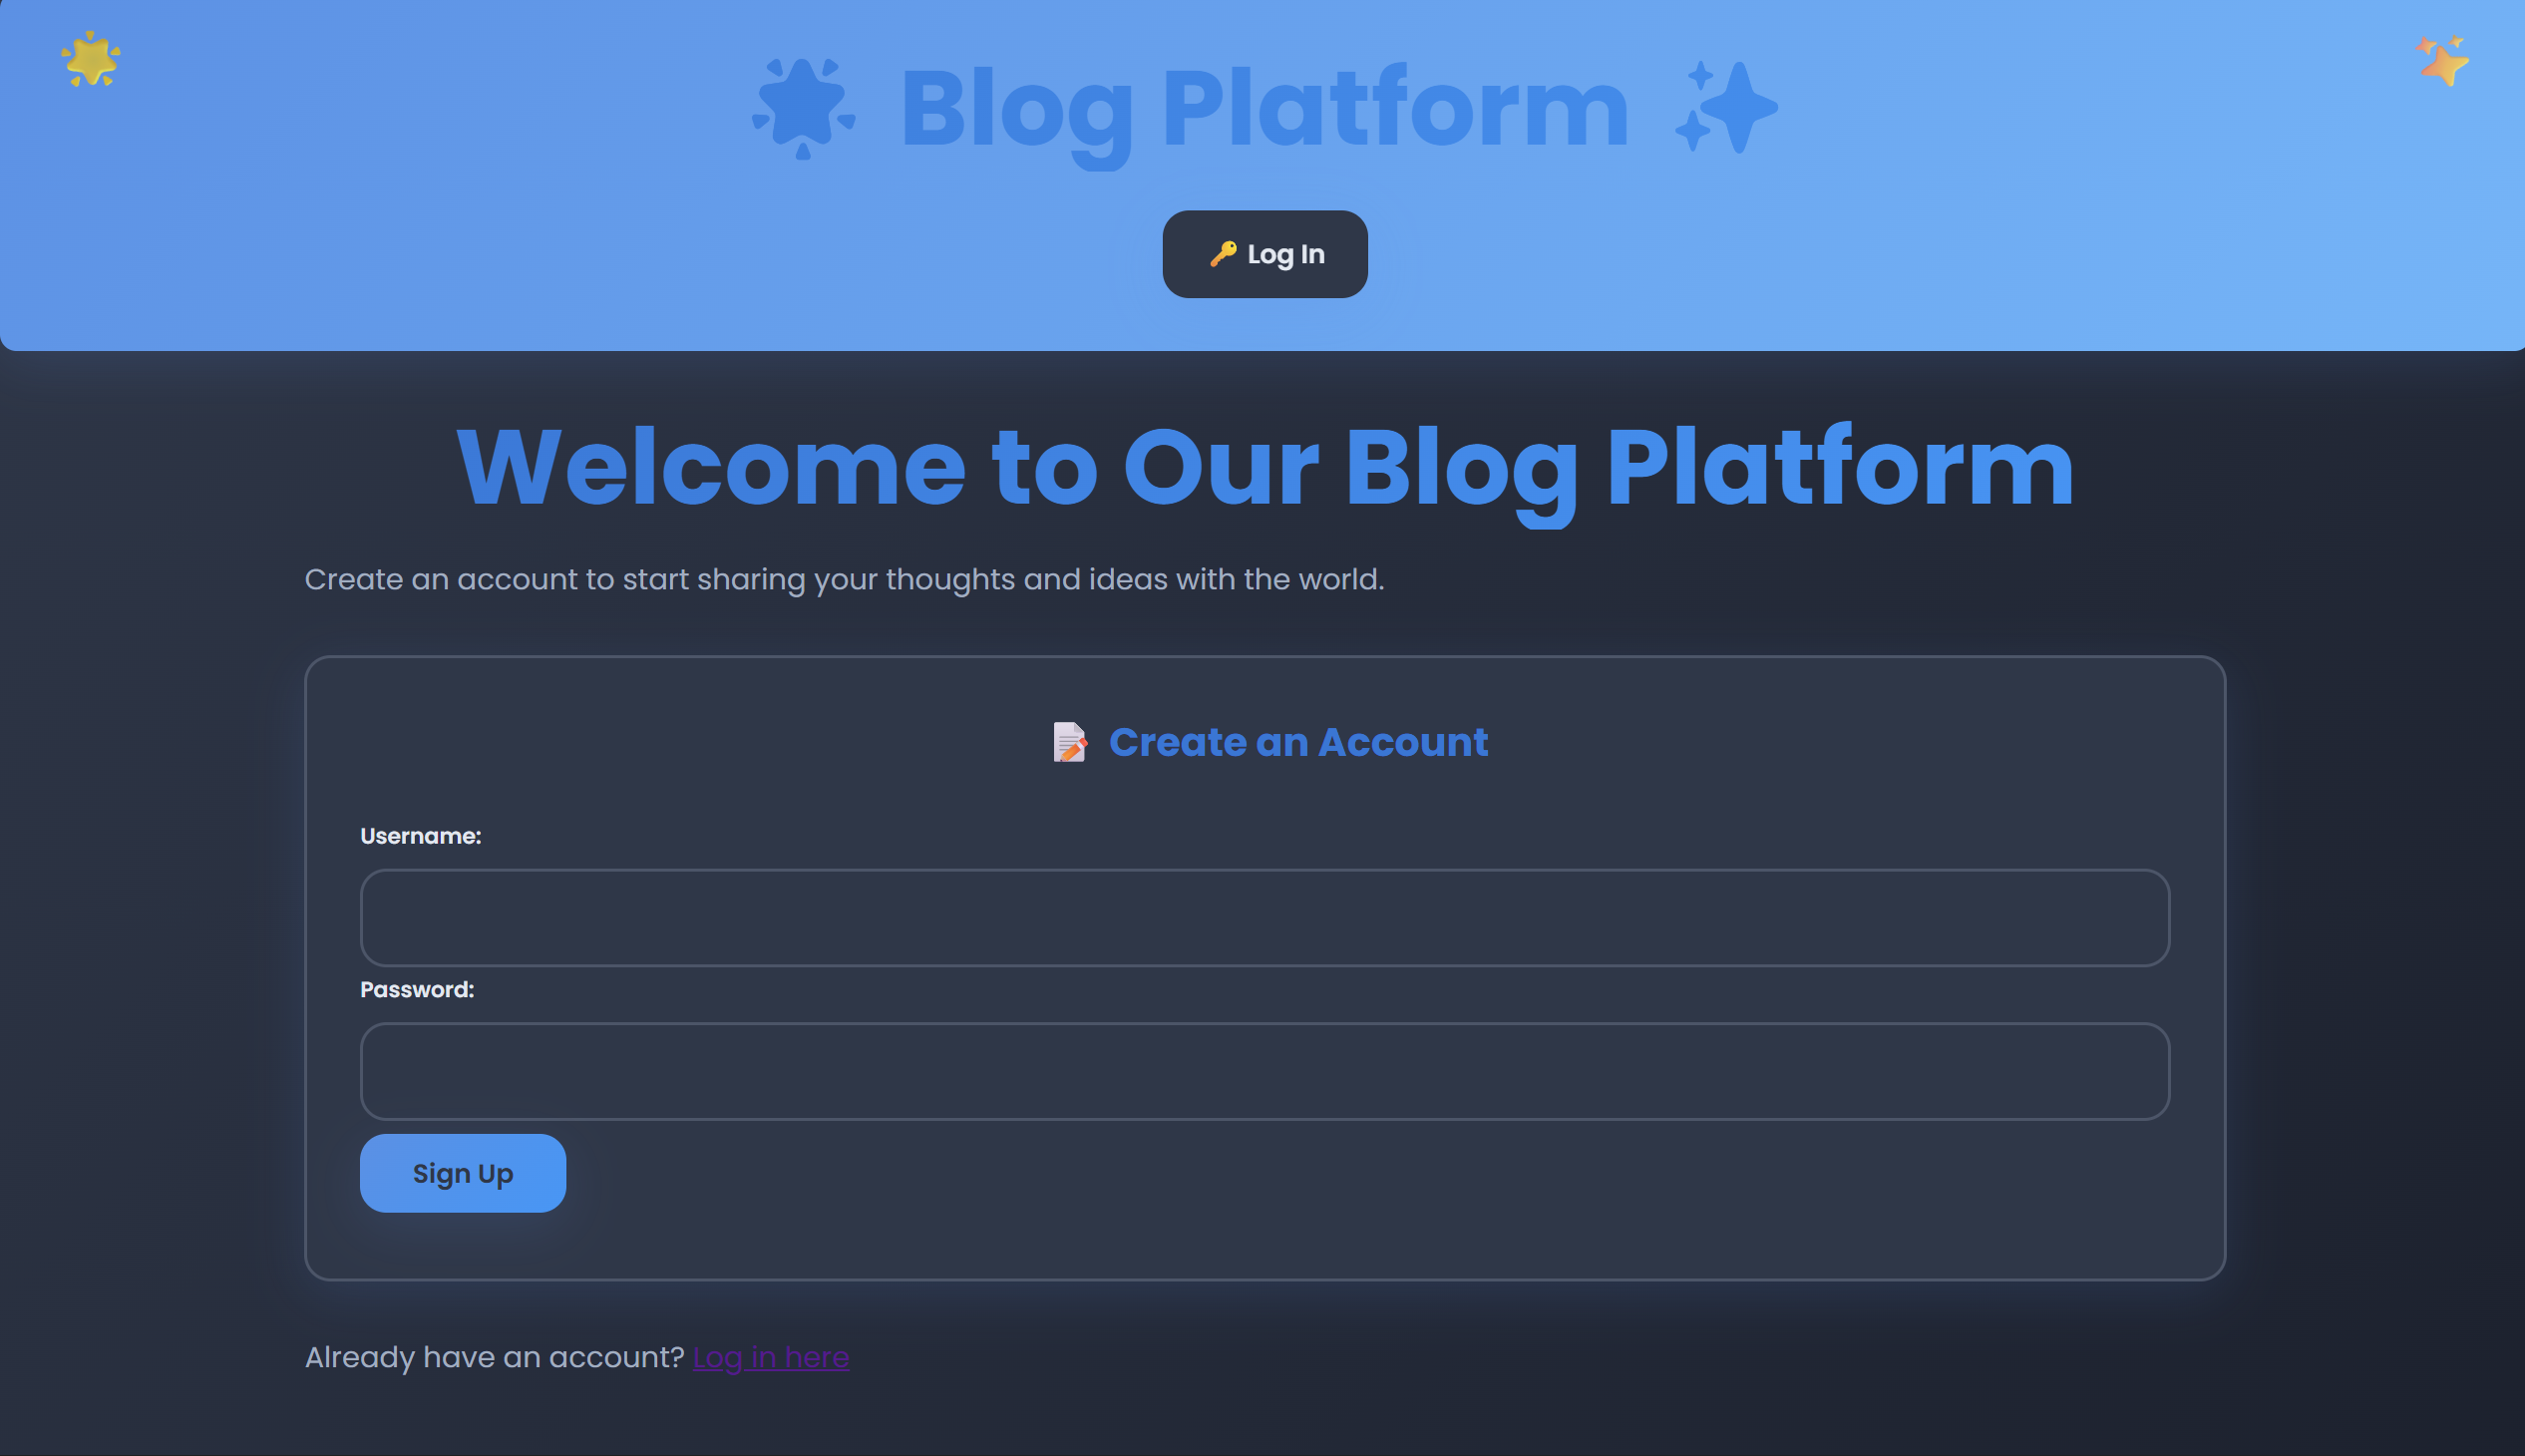 🌟 Blog Platform ✨
🔑 Log In
Welcome to Our Blog Platform
Create an account to start sharing your thoughts and ideas with the world.
📝 Create an Account
Username:
Password:
Sign Up
Already have an account? Log in here